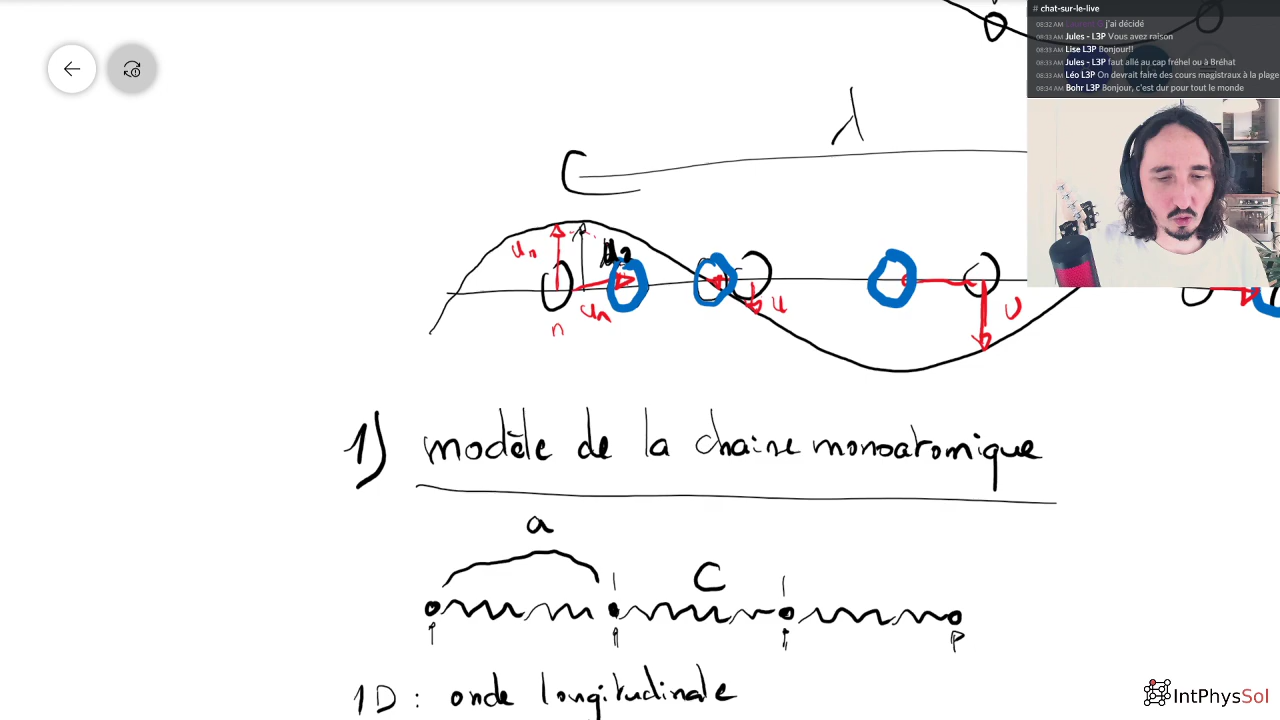 # chat-sur-le-live
08:32 AM Laurent G j'ai décidé
08:33 AM Jules - L3P Vous avez raison
08:33 AM Lise L3P Bonjour!!
08:33 AM Jules - L3P faut allé au cap fréhel ou à Bréhat
08:33 AM Léo L3P On devrait faire des cours magistraux à la plage
08:34 AM Bohr L3P Bonjour, c'est dur pour tout le monde
λ
un
un
n
u
U
1) modèle de la chaine monoatomique
a
C
1D : onde longitudinale
IntPhysSol